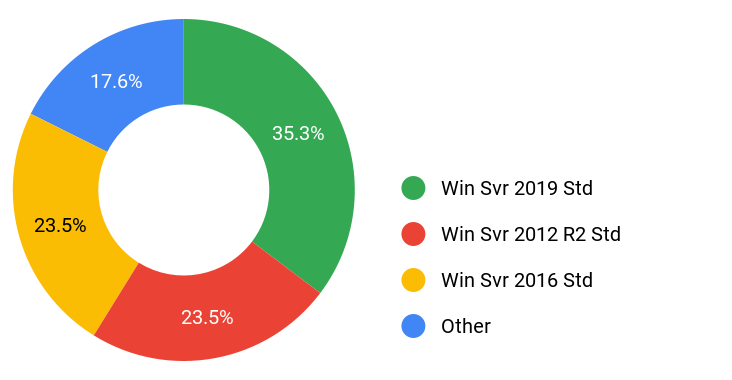 17.6%
35.3%
23.5%
23.5%
Win Svr 2019 Std
Win Svr 2012 R2 Std
Win Svr 2016 Std
Other